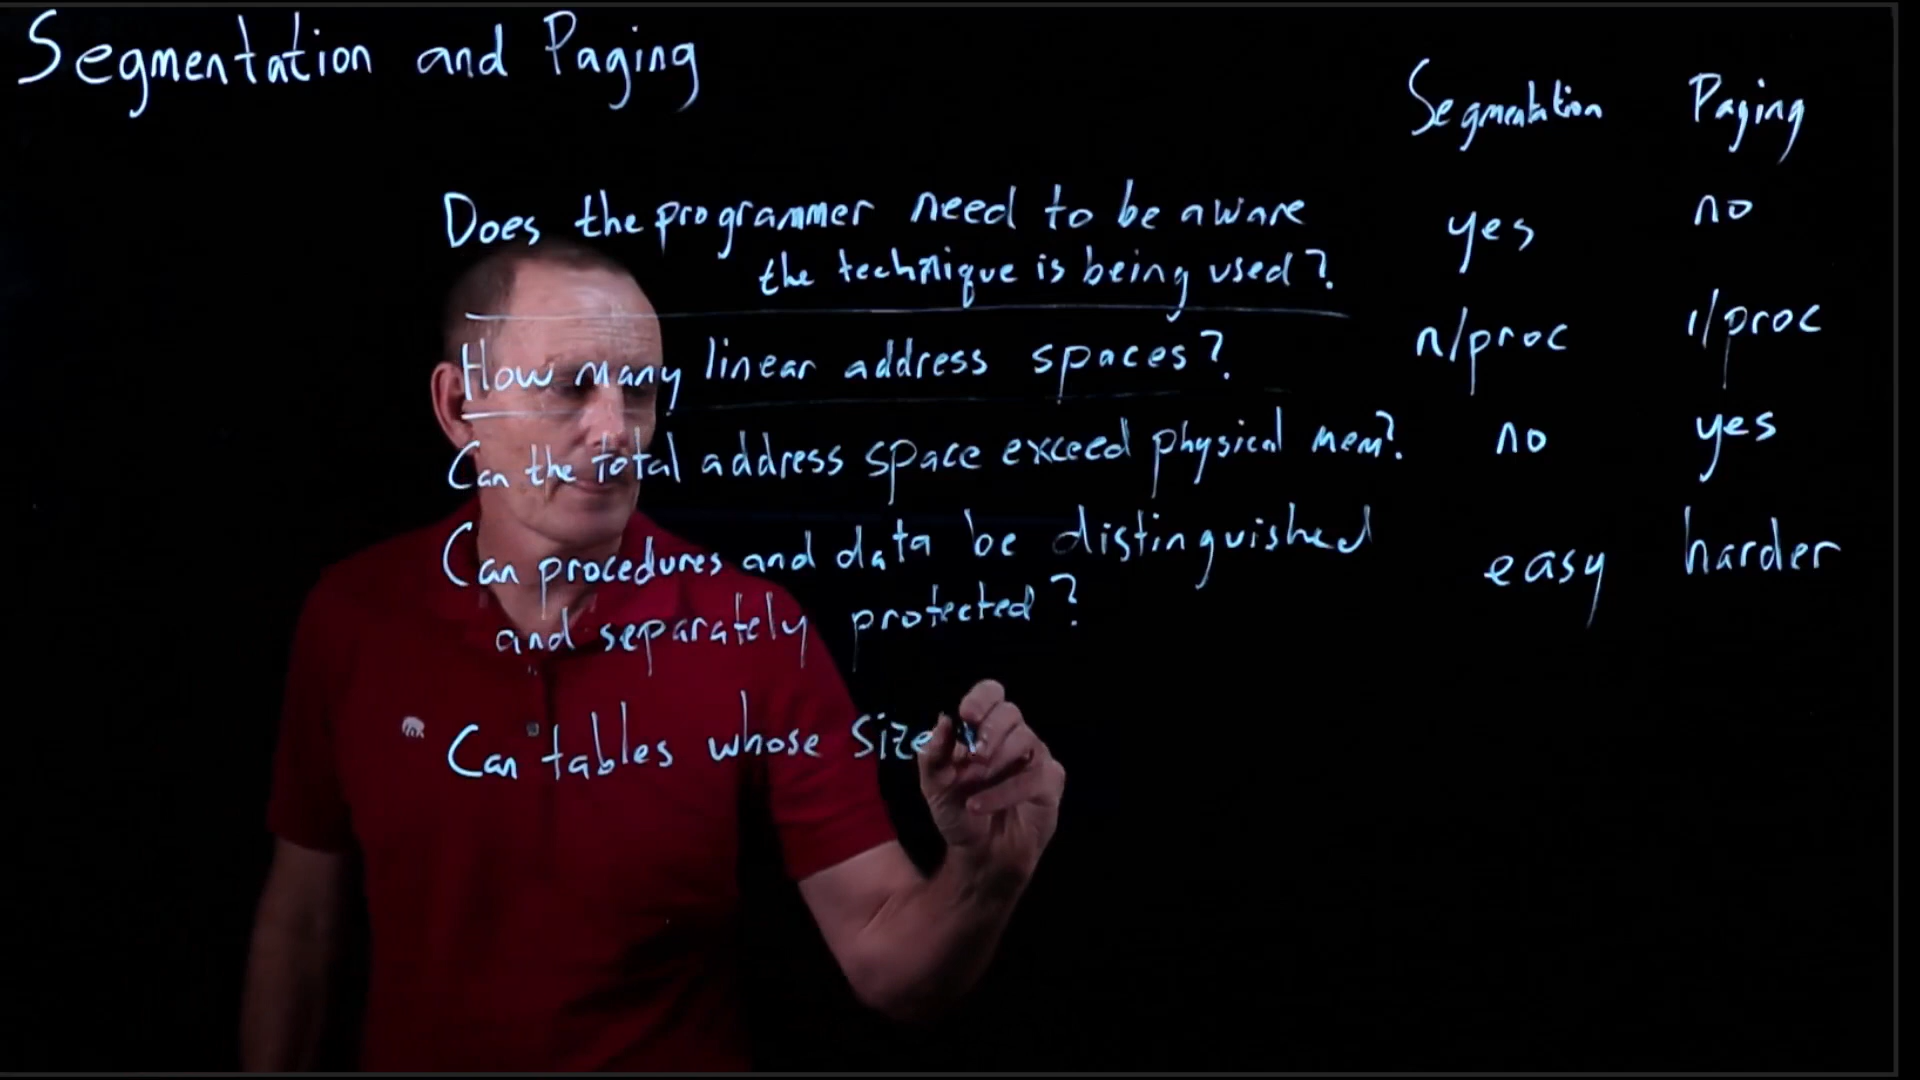 Segmentation and Paging
Segmentation Paging
Does the programmer need to be aware
the technique is being used? yes no
How many linear address spaces? n/proc 1/proc
Can the total address space exceed physical mem? no yes
Can procedures and data be distinguished
and separately protected? easy harder
Can tables whose size